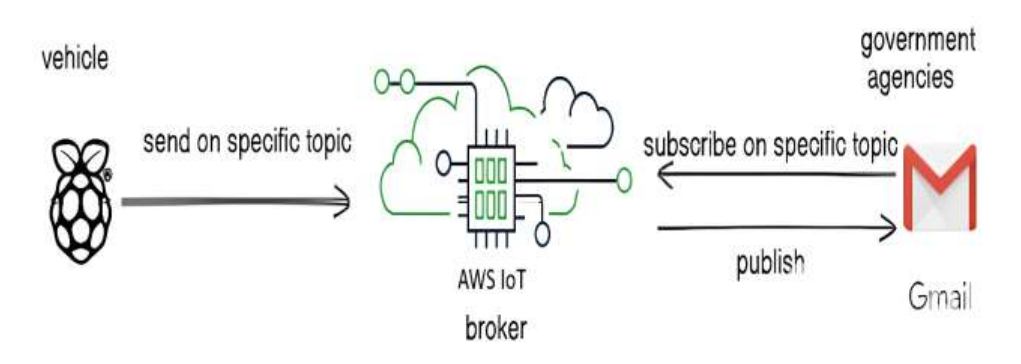 vehicle
government
agencies
send on specific topic
subscribe on specific topic
publish
AWS IoT
broker
Gmail